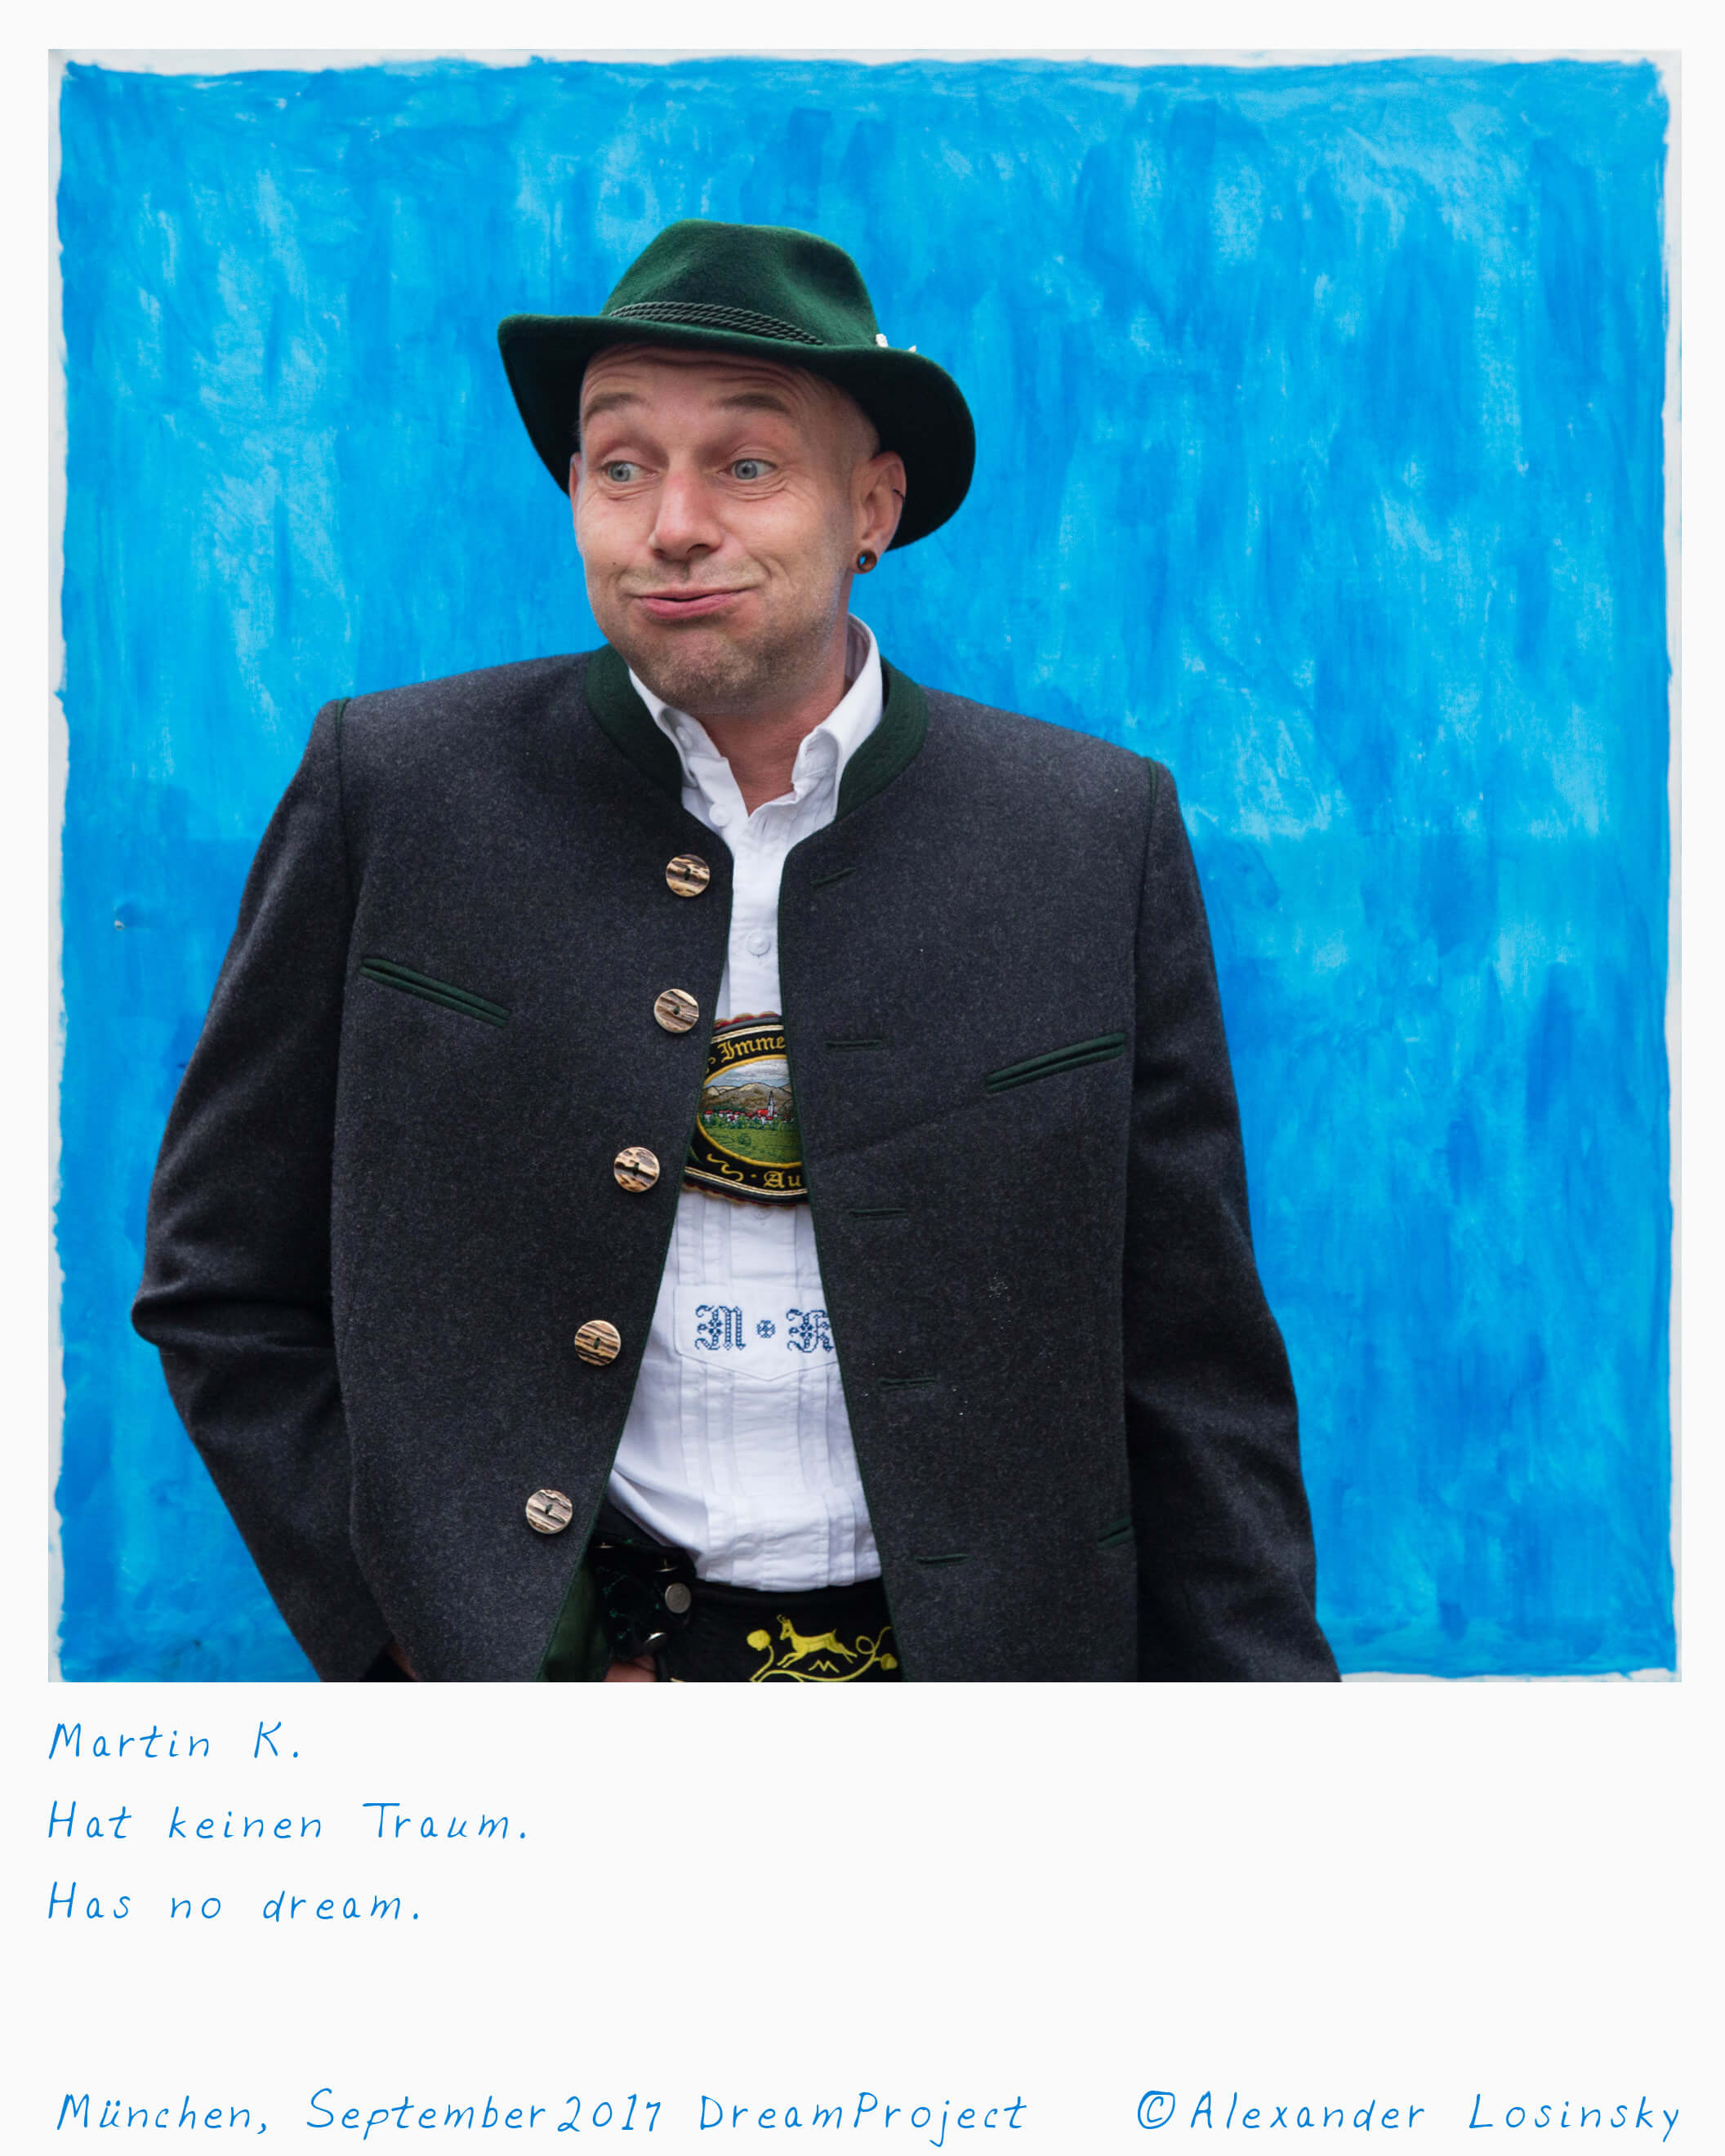 Imme
Au
M K
M
Martin K.
Hat keinen Traum.
Has no dream.
München, September 2017 DreamProject ©Alexander Losinsky